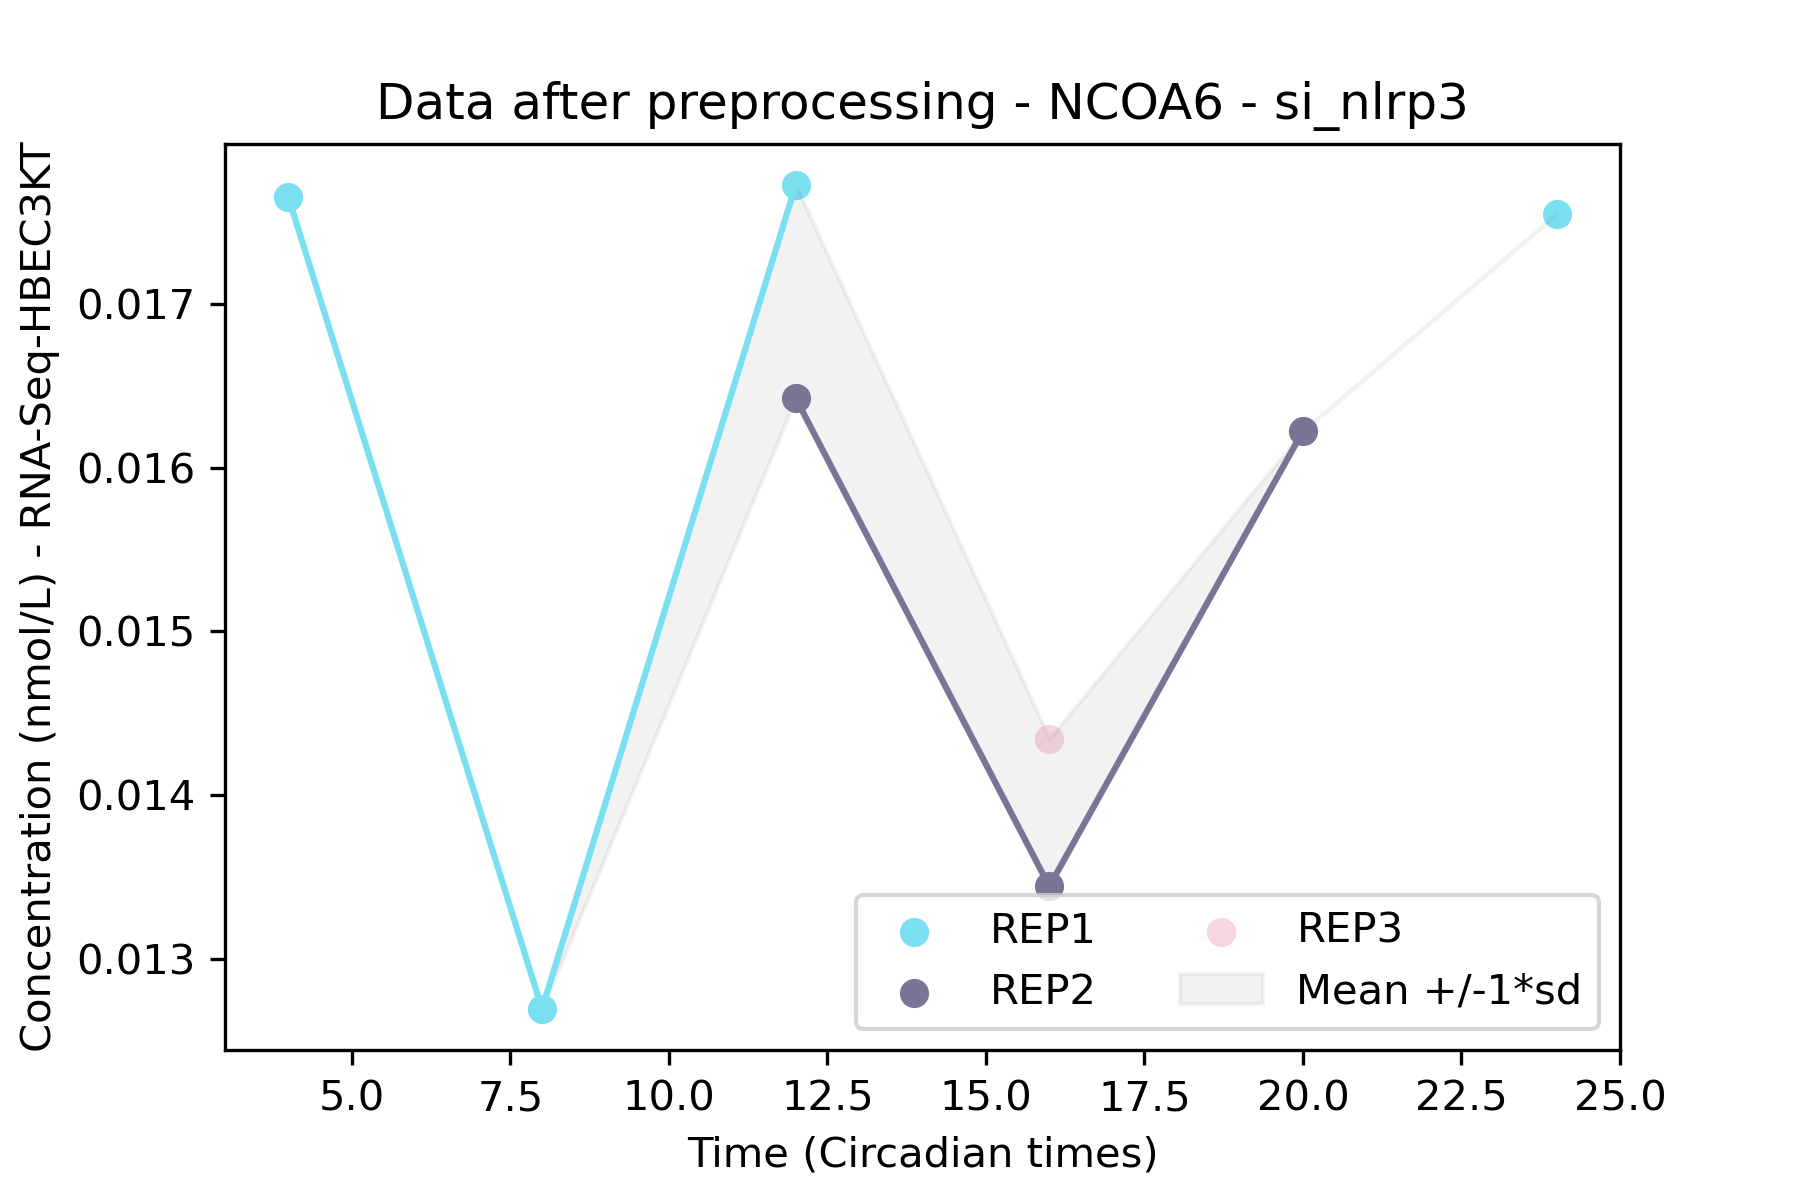 Data after preprocessing - NCOA6 - si_nlrp3
Concentration (nmol/L) - RNA-Seq-HBEC3KT
0.017
0.016
0.015
0.014
0.013
REP1
REP2
REP3
Mean +/-1*sd
5.0 7.5 10.0 12.5 15.0 17.5 20.0 22.5 25.0
Time (Circadian times)